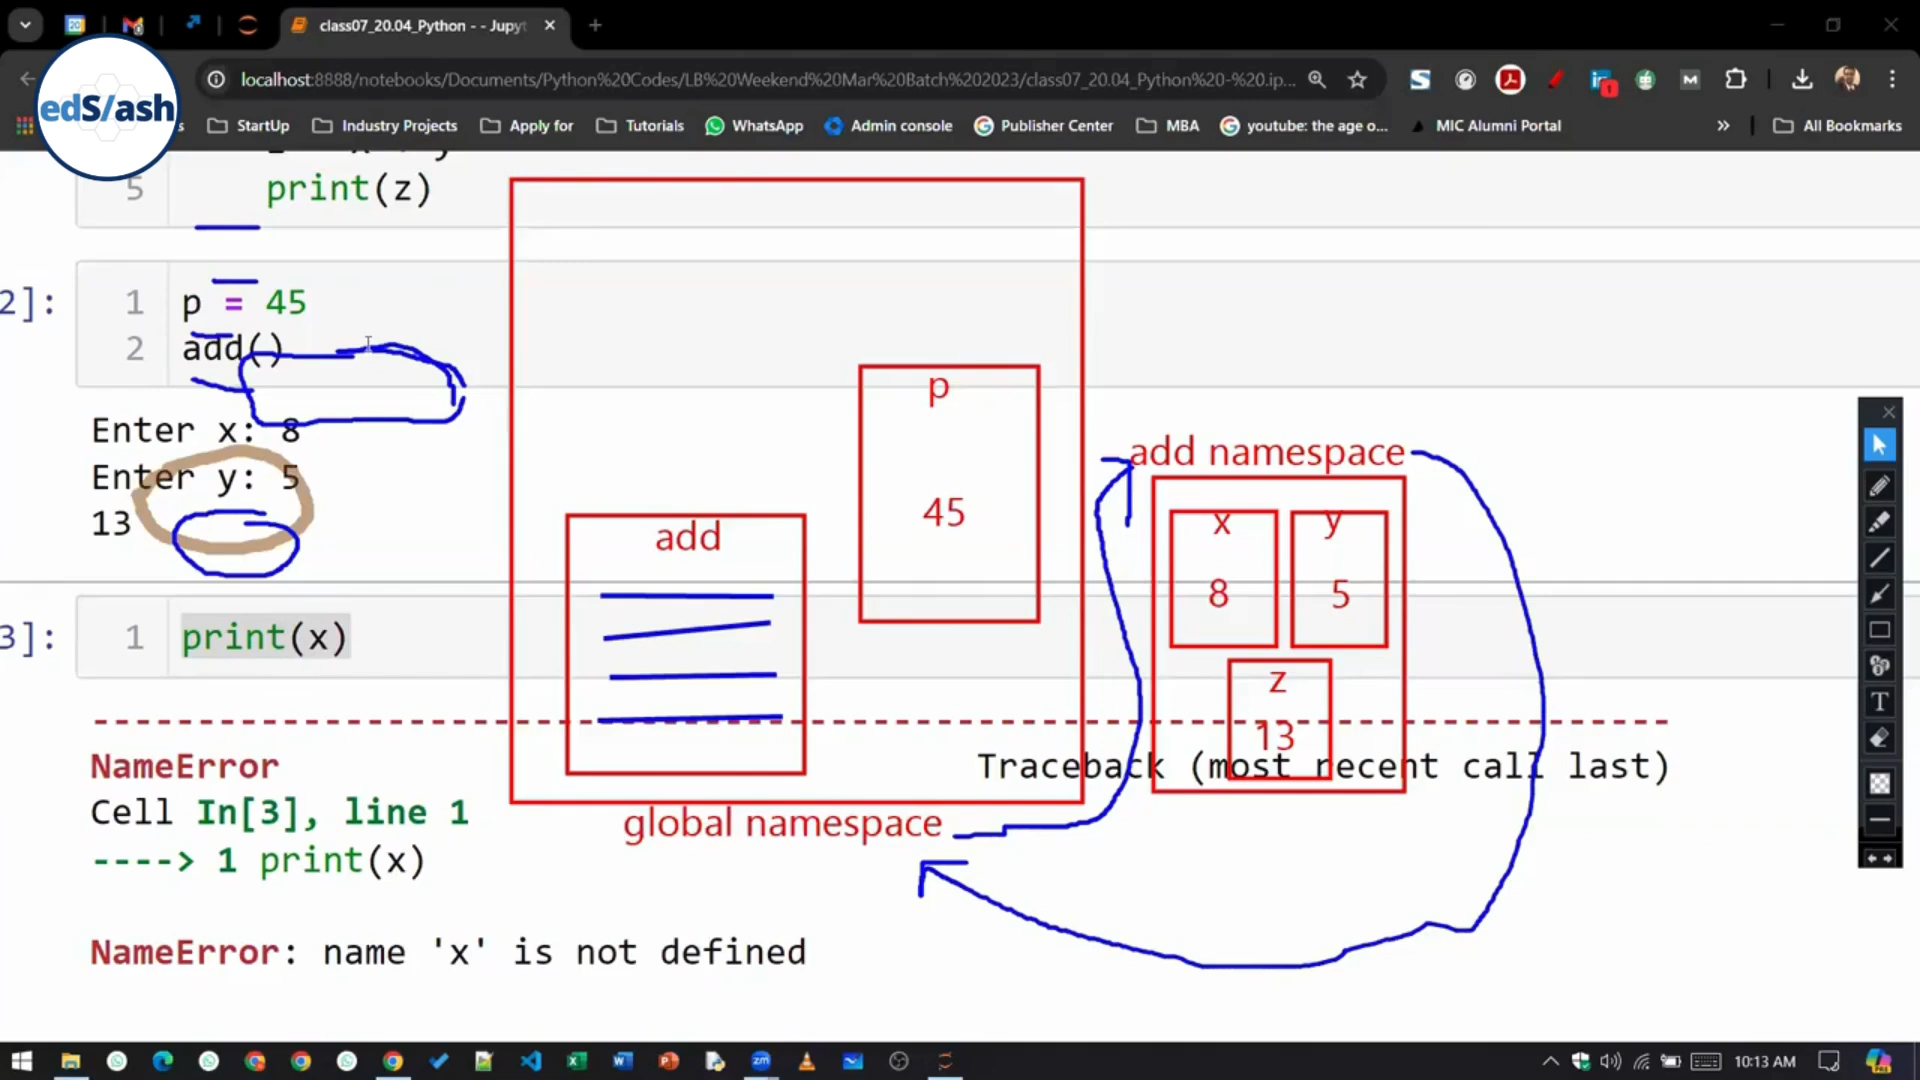 class07_20.04_Python - - Jupyt
edS/ash
localhost:8888/notebooks/Documents/Python%20Codes/LB%20Weekend%20Mar%20Batch%202023/class07_20.04_Python%20-%20.ip...
StartUp
Industry Projects
Apply for
Tutorials
WhatsApp
Admin console
Publisher Center
MBA
youtube: the age o...
MIC Alumni Portal
All Bookmarks
5 print(z)
2]: 1 p = 45
2 add()
Enter x: 8
Enter y: 5
13
3]: 1 print(x)
NameError Traceback (most recent call last)
Cell In[3], line 1
----> 1 print(x)
NameError: name 'x' is not defined
p
45
add
global namespace
add namespace
x
8
y
5
z
13
10:13 AM